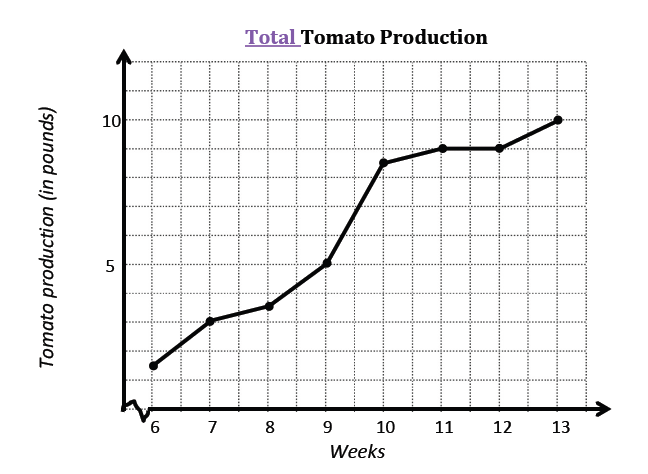 Total Tomato Production
Tomato production (in pounds)
10
5
6 7 8 9 10 11 12 13
Weeks